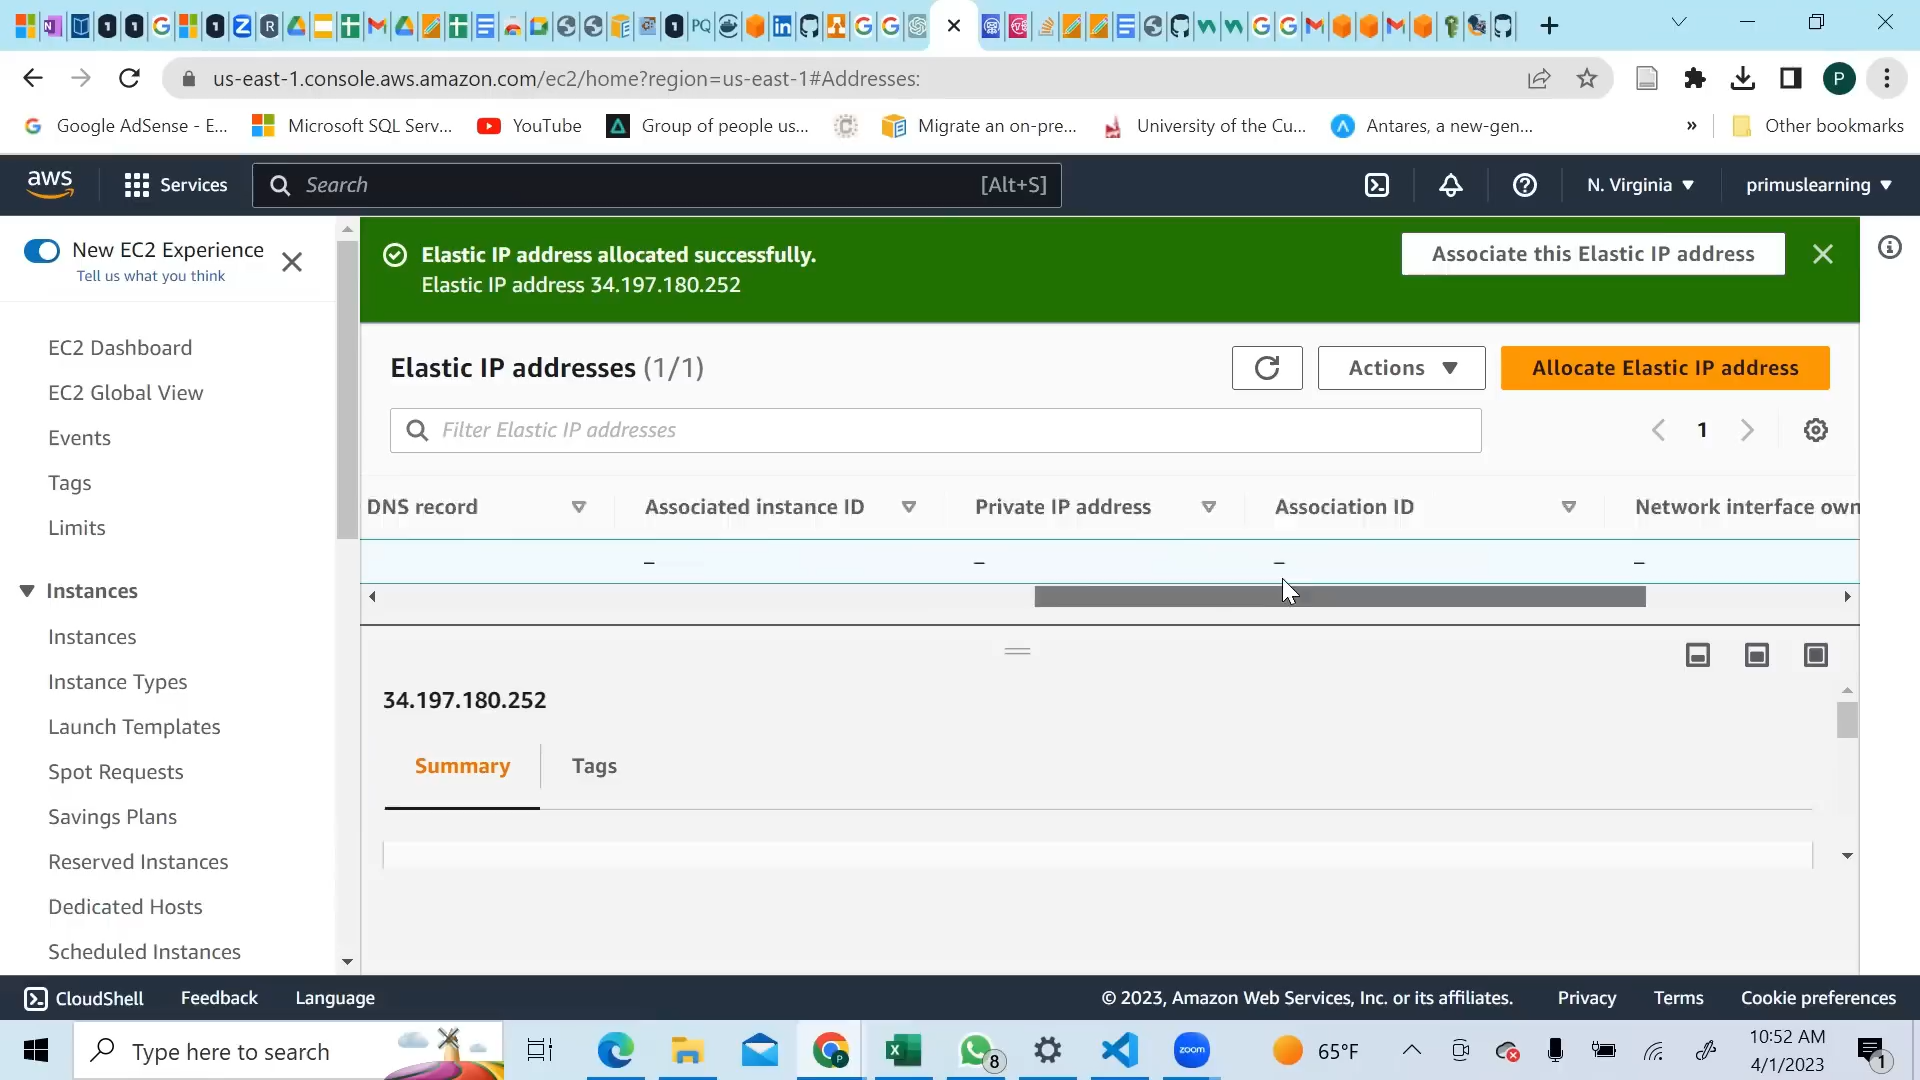 us-east-1.console.aws.amazon.com/ec2/home?region=us-east-1#Addresses:
P
Google AdSense - E...
Microsoft SQL Serv...
YouTube
Group of people us...
Migrate an on-pre...
University of the Cu...
Antares, a new-gen...
»
Other bookmarks
aws
Services
Search
[Alt+S]
N. Virginia
primuslearning
New EC2 Experience
Tell us what you think
EC2 Dashboard
EC2 Global View
Events
Tags
Limits
Instances
Instances
Instance Types
Launch Templates
Spot Requests
Savings Plans
Reserved Instances
Dedicated Hosts
Scheduled Instances
Elastic IP address allocated successfully.
Elastic IP address 34.197.180.252
Associate this Elastic IP address
Elastic IP addresses (1/1)
Actions
Allocate Elastic IP address
Filter Elastic IP addresses
1
DNS record
Associated instance ID
Private IP address
Association ID
Network interface own
– – – –
34.197.180.252
Summary
Tags
CloudShell
Feedback
Language
© 2023, Amazon Web Services, Inc. or its affiliates.
Privacy
Terms
Cookie preferences
Type here to search
8
zoom
65°F
10:52 AM
4/1/2023
1